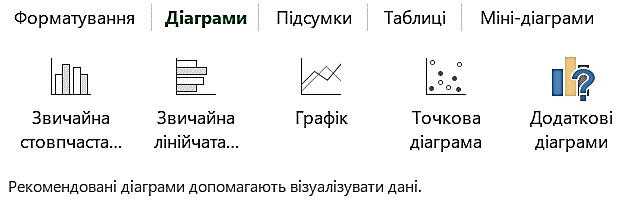 Форматування Діаграми Підсумки Таблиці Міні-діаграми
Звичайна Звичайна Графік Точкова Додаткові
стовпчаста... лінійчата... діаграма діаграми
Рекомендовані діаграми допомагають візуалізувати дані.